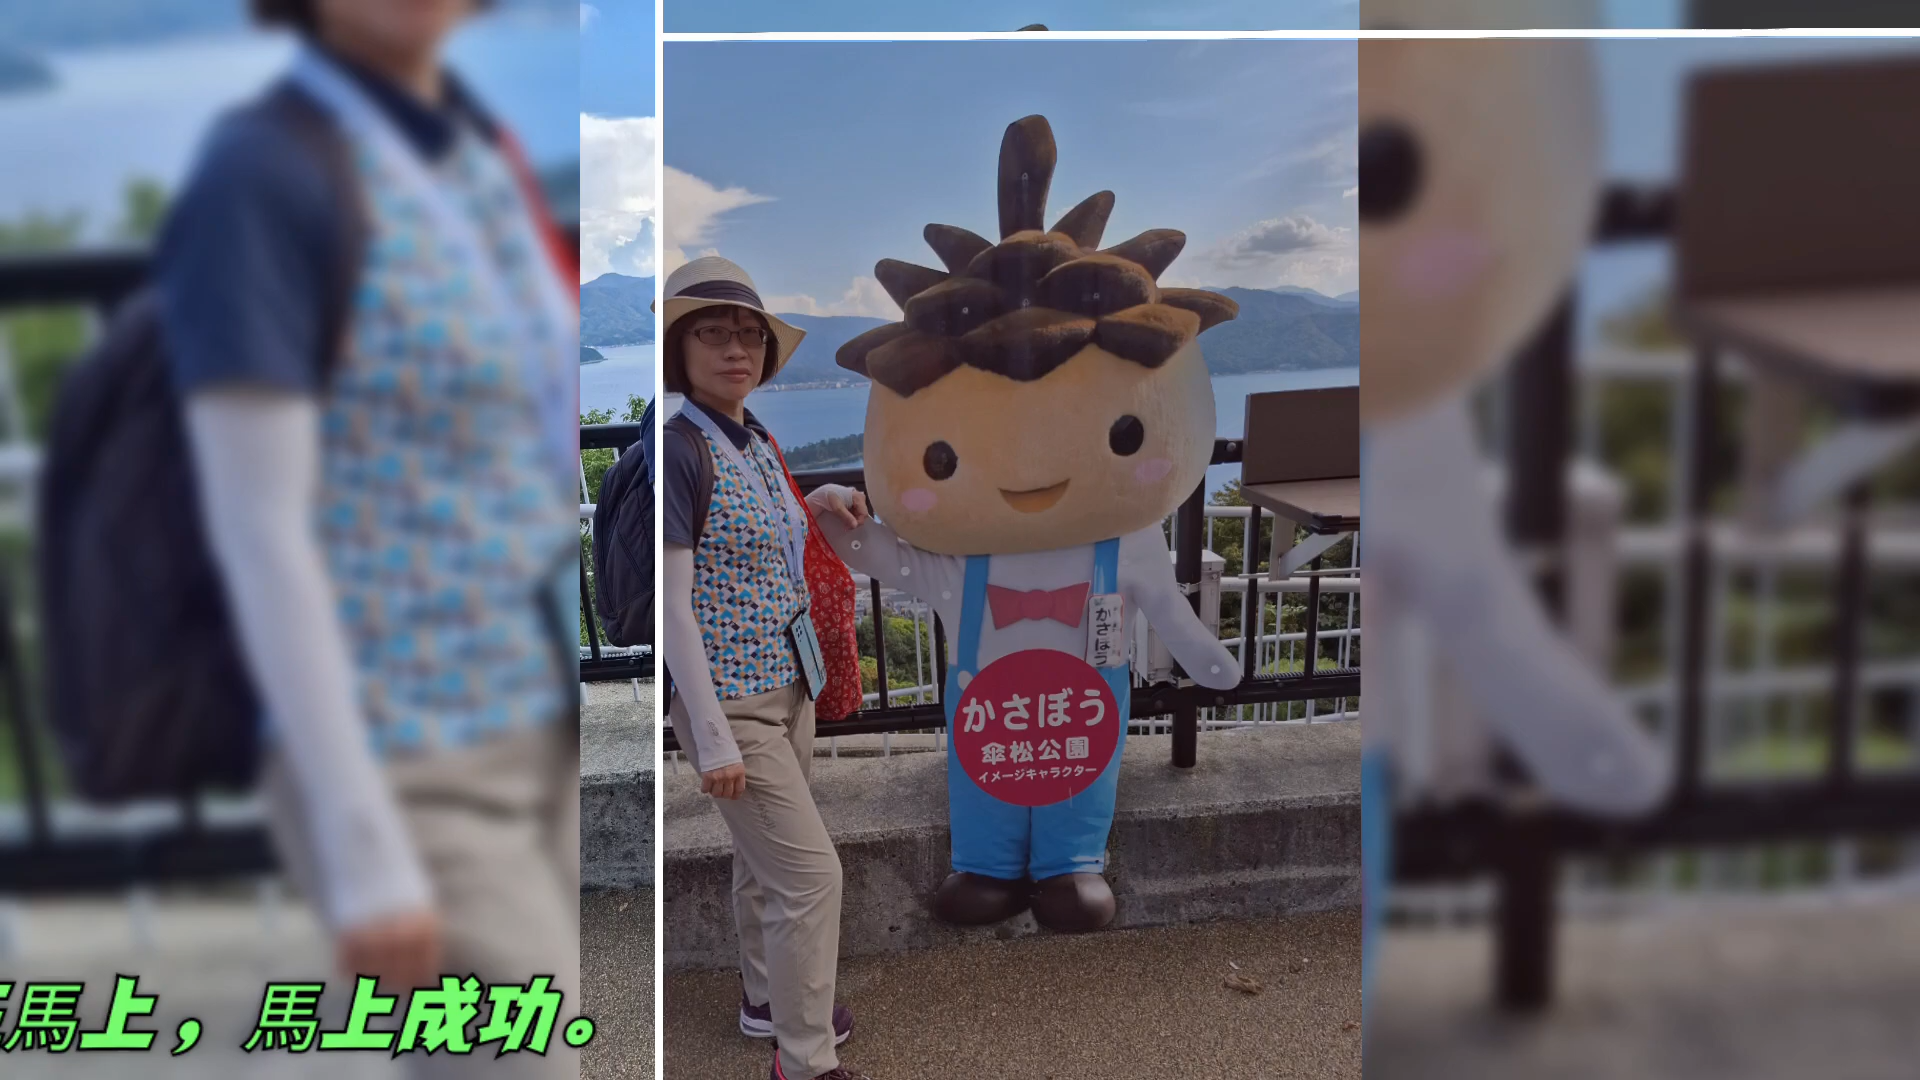 かさぼう
かさぼう
傘松公園
イメージキャラクター
馬上，馬上成功。